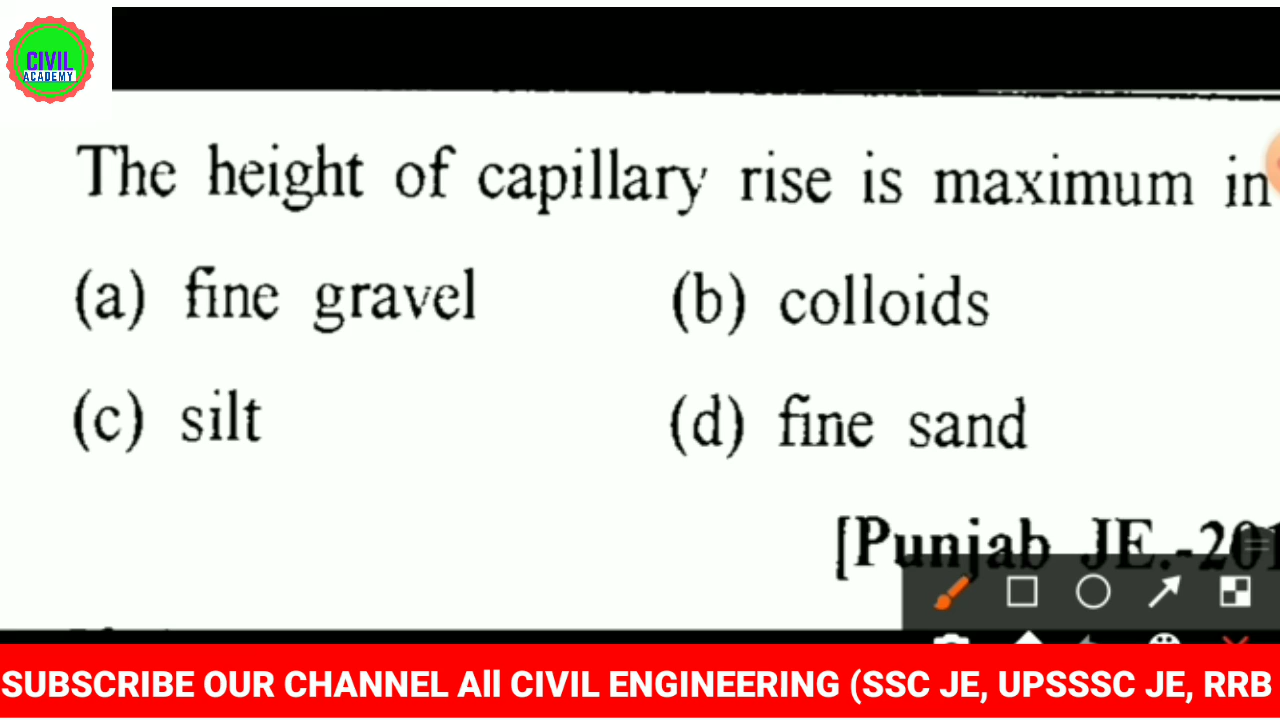 CIVIL
ACADEMY
The height of capillary rise is maximum in
(a) fine gravel (b) colloids
(c) silt (d) fine sand
[Punjab JE.-201
SUBSCRIBE OUR CHANNEL All CIVIL ENGINEERING (SSC JE, UPSSSC JE, RRB